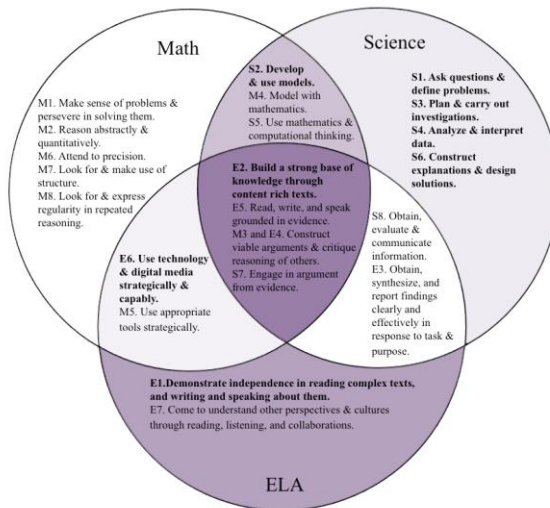 Math
Science
M1. Make sense of problems &
persevere in solving them.
M2. Reason abstractly &
quantitatively.
M6. Attend to precision.
M7. Look for & make use of
structure.
M8. Look for & express
regularity in repeated
reasoning.
S2. Develop
& use models.
M4. Model with
mathematics.
S5. Use mathematics &
computational thinking.
S1. Ask questions &
define problems.
S3. Plan & carry out
investigations.
S4. Analyze & interpret
data.
S6. Construct
explanations & design
solutions.
E2. Build a strong base of
knowledge through
content rich texts.
E5. Read, write, and speak
grounded in evidence.
M3 and E4. Construct
viable arguments & critique
reasoning of others.
S7. Engage in argument
from evidence.
E6. Use technology
& digital media
strategically &
capably.
M5. Use appropriate
tools strategically.
S8. Obtain,
evaluate &
communicate
information.
E3. Obtain,
synthesize, and
report findings
clearly and
effectively in
response to task &
purpose.
E1.Demonstrate independence in reading complex texts,
and writing and speaking about them.
E7. Come to understand other perspectives & cultures
through reading, listening, and collaborations.
ELA